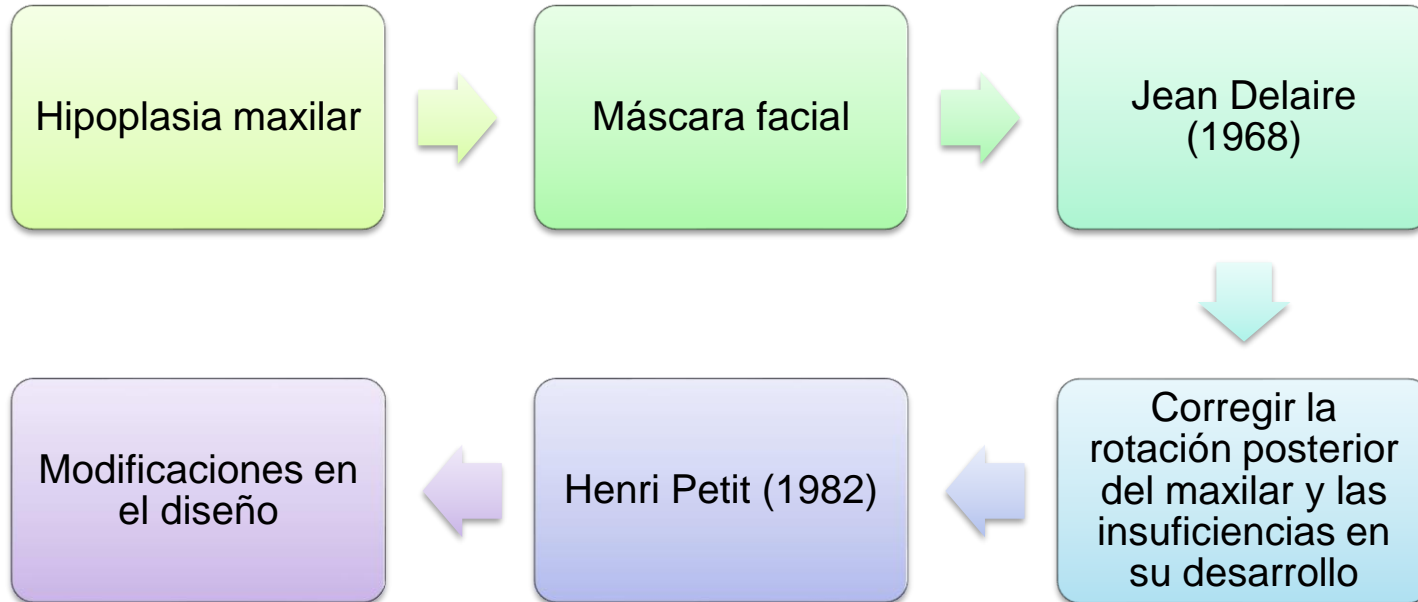 Hipoplasia maxilar
Máscara facial
Jean Delaire
(1968)
Corregir la
rotación posterior
del maxilar y las
insuficiencias en
su desarrollo
Henri Petit (1982)
Modificaciones en
el diseño